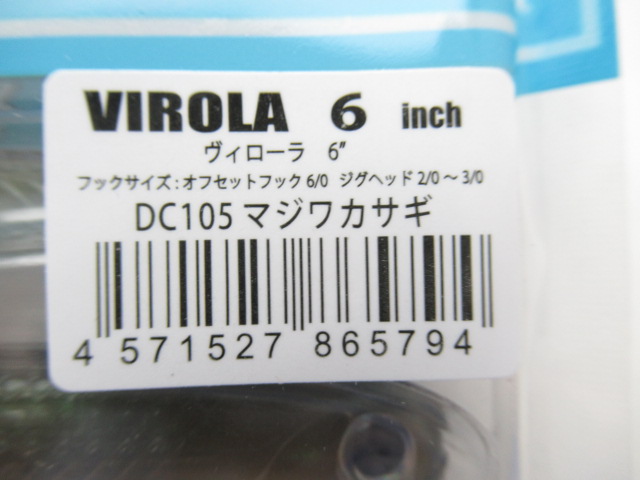 VIROLA 6 inch
ヴィローラ 6"
フックサイズ:オフセットフック 6/0 ジグヘッド 2/0～3/0
DC105 マジワカサギ
4 571527 865794